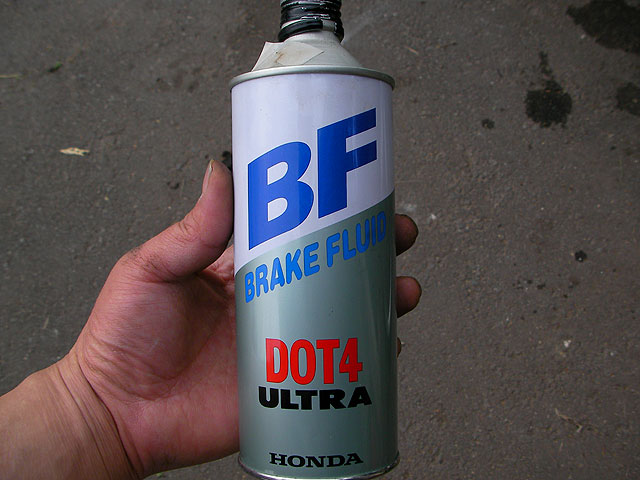 BF
BRAKE FLUID
DOT4
ULTRA
HONDA